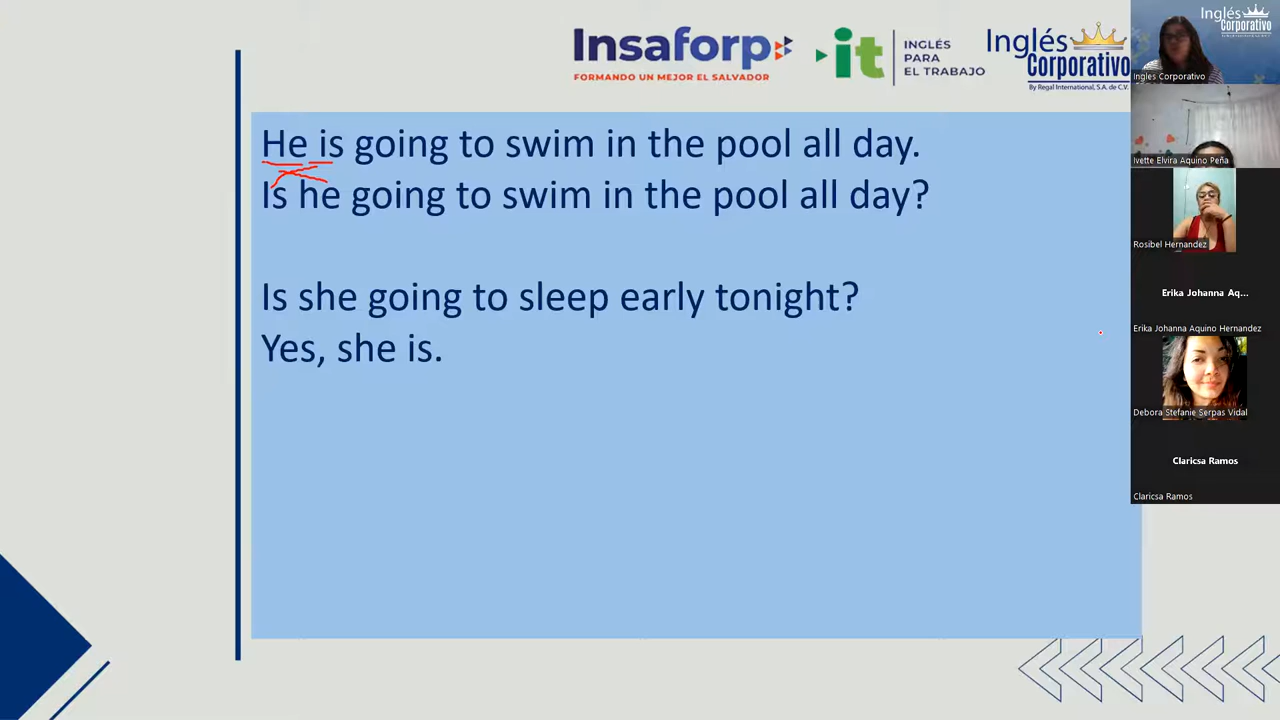 Insaforp
FORMANDO UN MEJOR EL SALVADOR
it
INGLÉS
PARA
EL TRABAJO
Inglés
Corporativo
By Regal International, S.A. de C.V.
He is going to swim in the pool all day.
Is he going to swim in the pool all day?
Is she going to sleep early tonight?
Yes, she is.
Inglés
Corporativo
Ingles Corporativo
Ivette Elvira Aquino Peña
Rosibel Hernandez
Erika Johanna Aq...
Erika Johanna Aquino Hernandez
Debora Stefanie Serpas Vidal
Claricsa Ramos
Claricsa Ramos